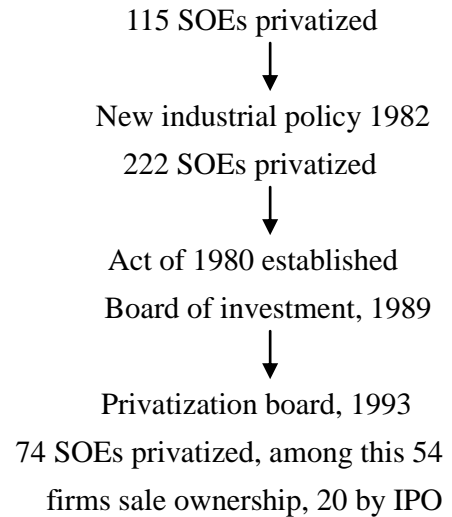 115 SOEs privatized
New industrial policy 1982
222 SOEs privatized
Act of 1980 established
Board of investment, 1989
Privatization board, 1993
74 SOEs privatized, among this 54
firms sale ownership, 20 by IPO